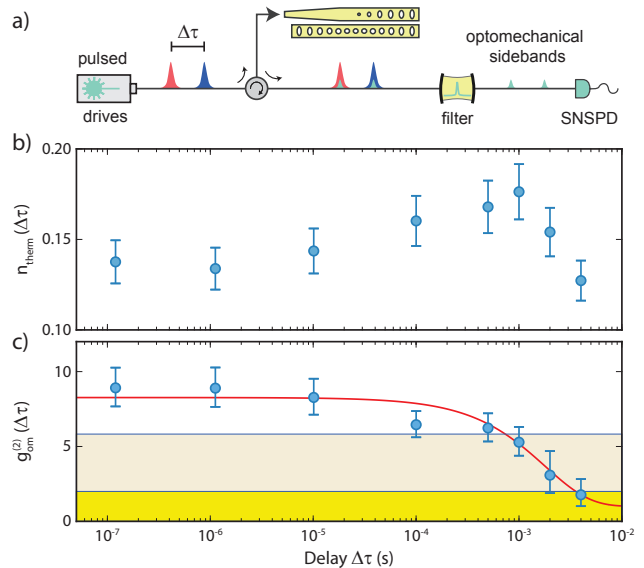 a)
Δτ
pulsed
drives
optomechanical
sidebands
filter
SNSPD
b)
0.20
0.15
0.10
n_therm (Δτ)
c)
10
5
0
g_om^(2) (Δτ)
10^-7
10^-6
10^-5
10^-4
10^-3
10^-2
Delay Δτ (s)